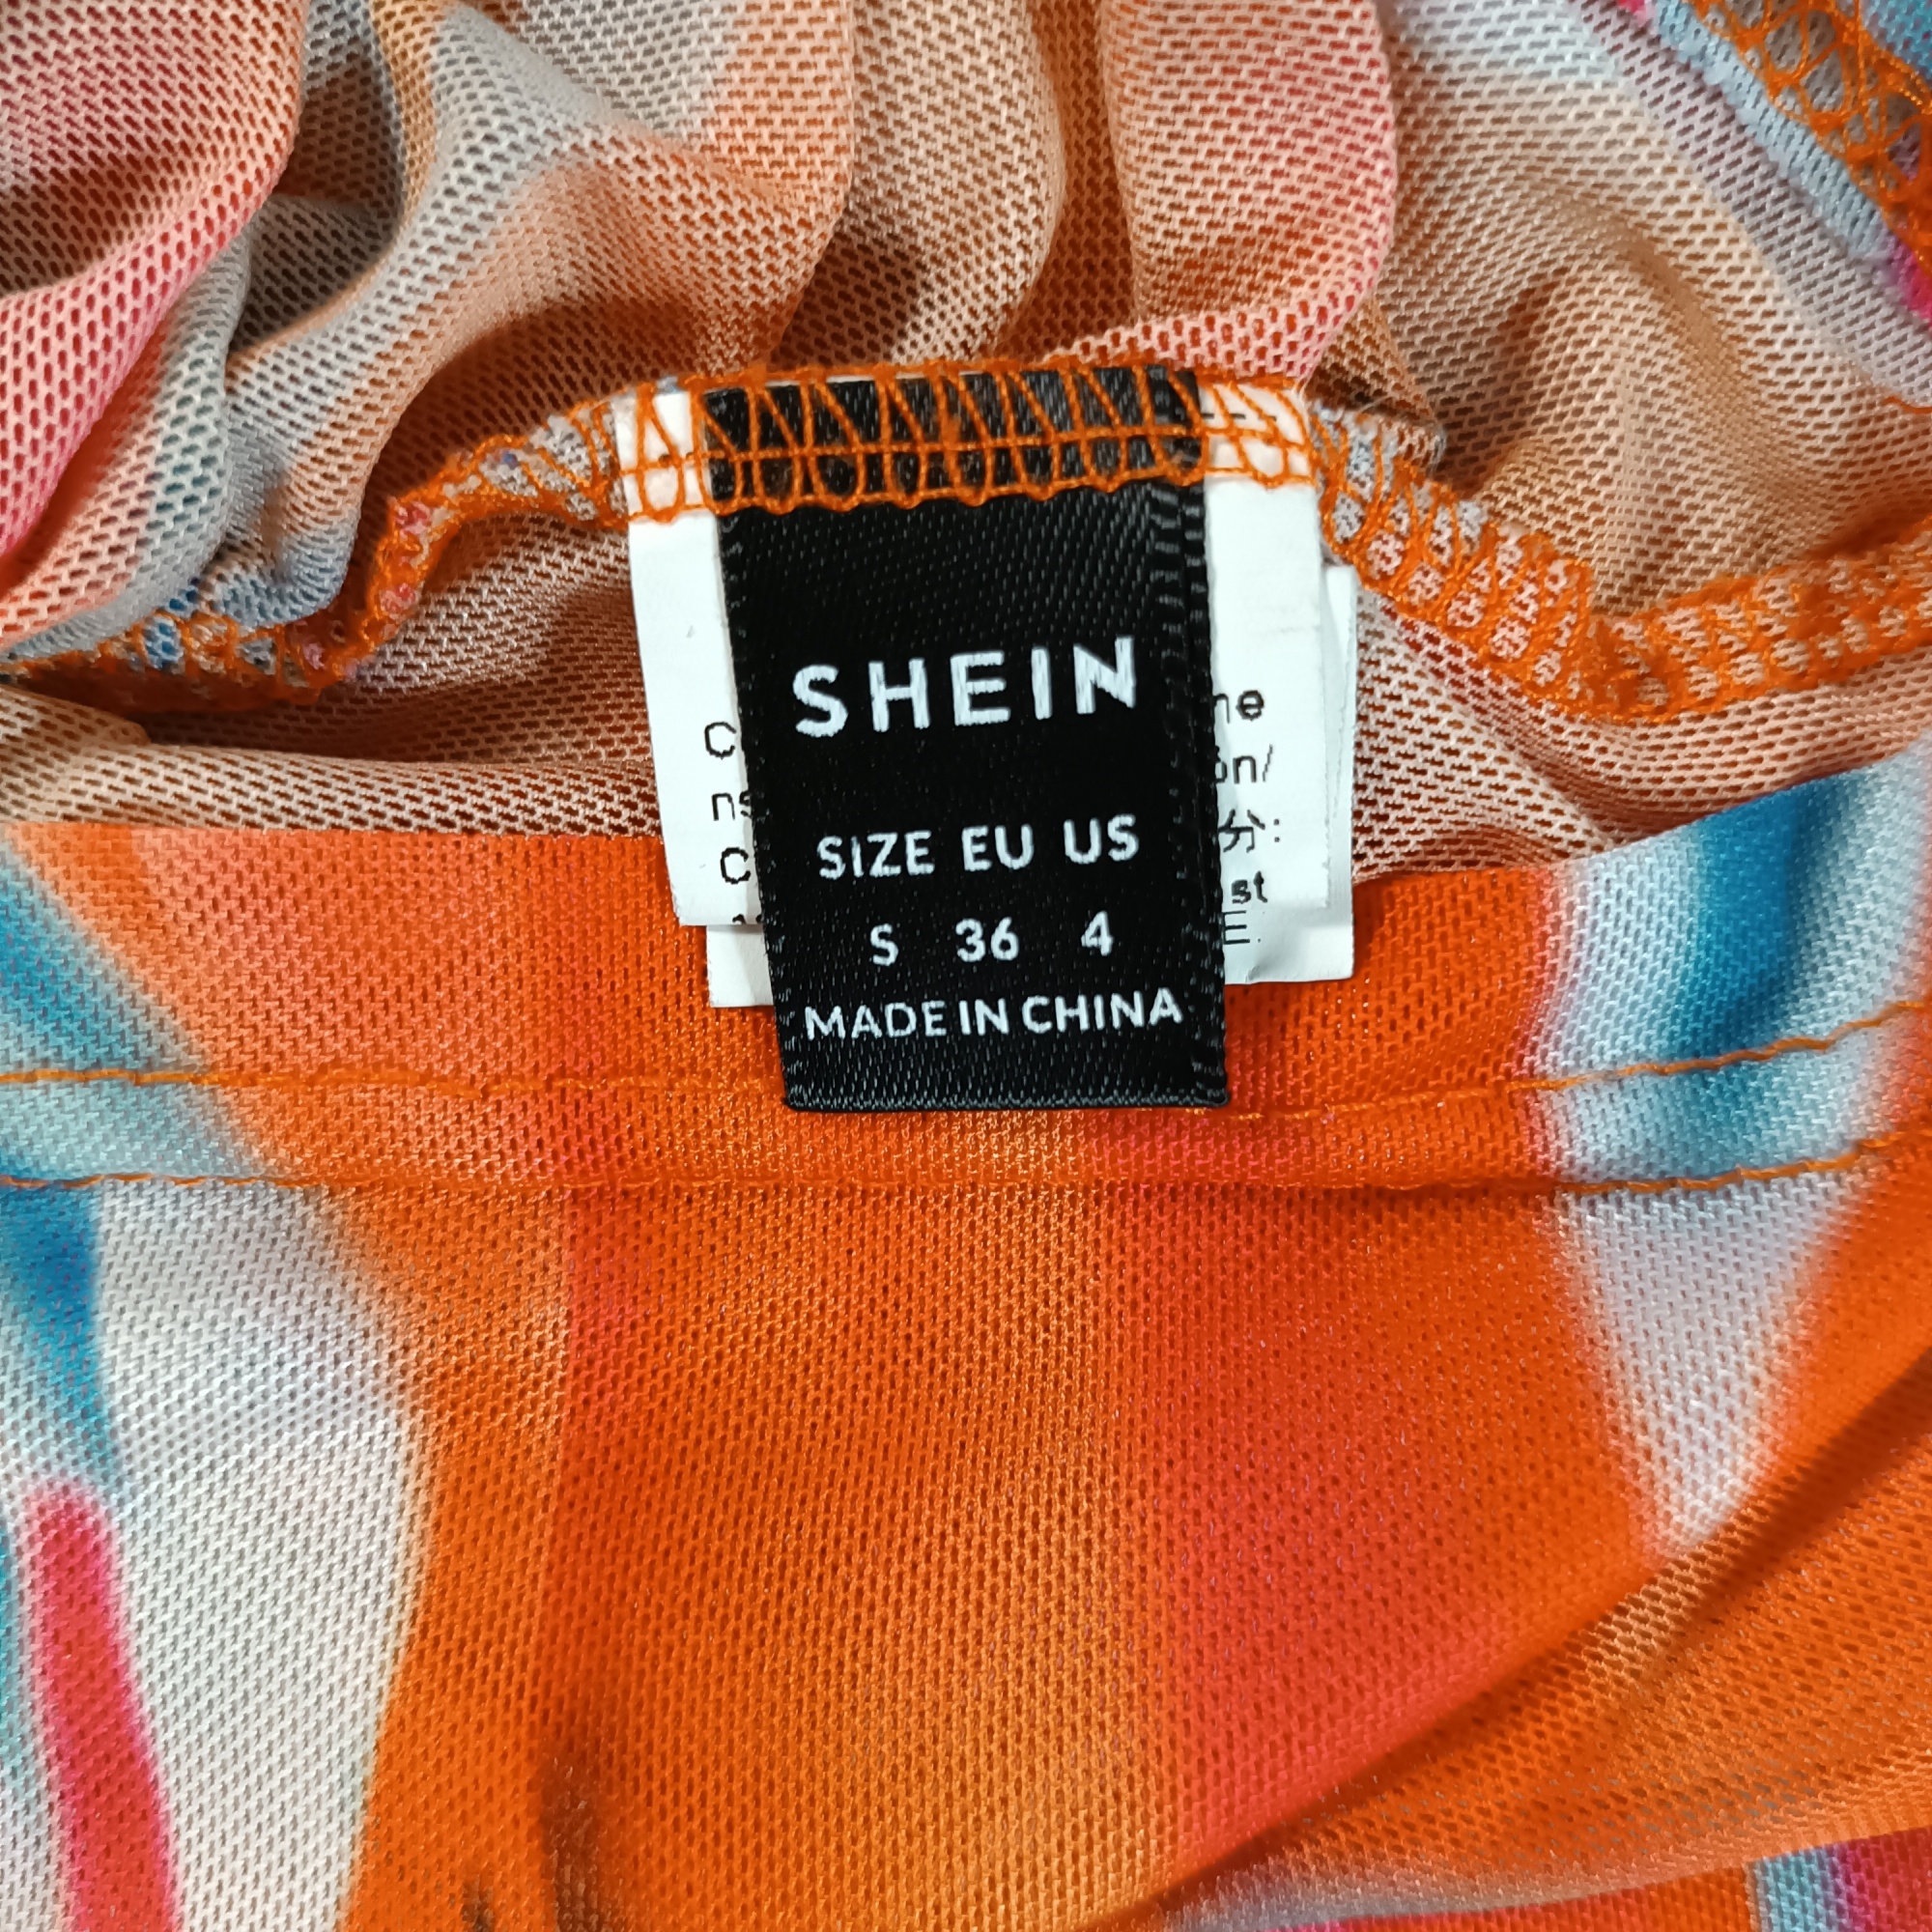 SHEIN
SIZE EU US
S 36 4
MADE IN CHINA